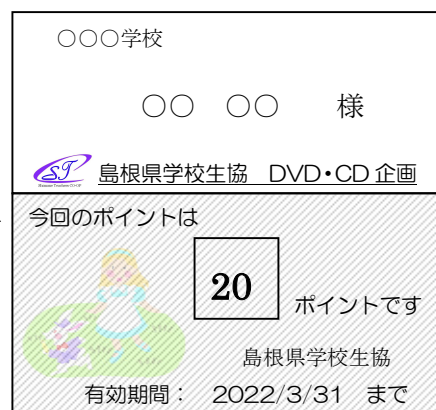 ○○○学校
○○　○○　　様
ST 島根県学校生協　DVD・CD 企画
今回のポイントは
20 ポイントです
島根県学校生協
有効期間：　2022/3/31　まで